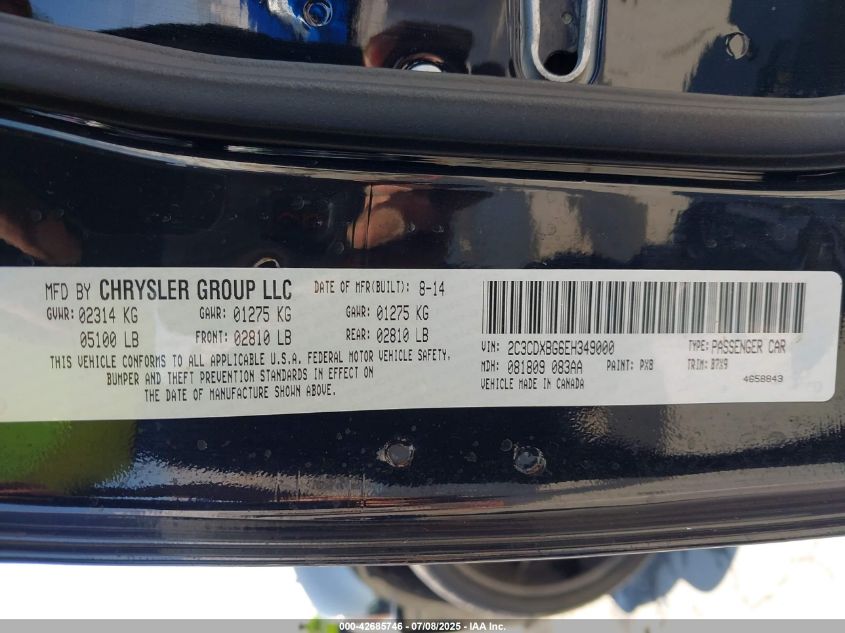 MFD BY CHRYSLER GROUP LLC DATE OF MFR(BUILT): 8-14
GVWR: 02314 KG GAWR: 01275 KG GAWR: 01275 KG
05100 LB FRONT: 02810 LB REAR: 02810 LB
THIS VEHICLE CONFORMS TO ALL APPLICABLE U.S.A. FEDERAL MOTOR VEHICLE SAFETY,
BUMPER AND THEFT PREVENTION STANDARDS IN EFFECT ON
THE DATE OF MANUFACTURE SHOWN ABOVE.
VIN: 2C3CDXBG6EH349000 TYPE: PASSENGER CAR
MDH: 081809 083AA PAINT: PX8 TRIM: B7X9
VEHICLE MADE IN CANADA 4658843
000-42685746 - 07/08/2025 - IAA Inc.